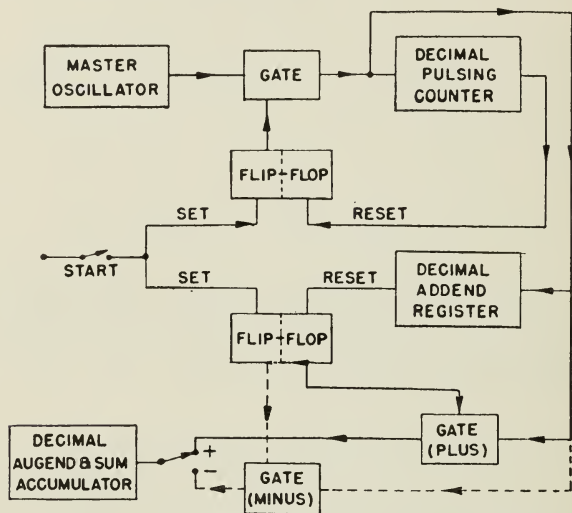 MASTER
OSCILLATOR
GATE
DECIMAL
PULSING
COUNTER
FLIP-FLOP
SET
RESET
START
SET
RESET
DECIMAL
ADDEND
REGISTER
FLIP-FLOP
DECIMAL
AUGEND & SUM
ACCUMULATOR
+
−
GATE
(PLUS)
GATE
(MINUS)